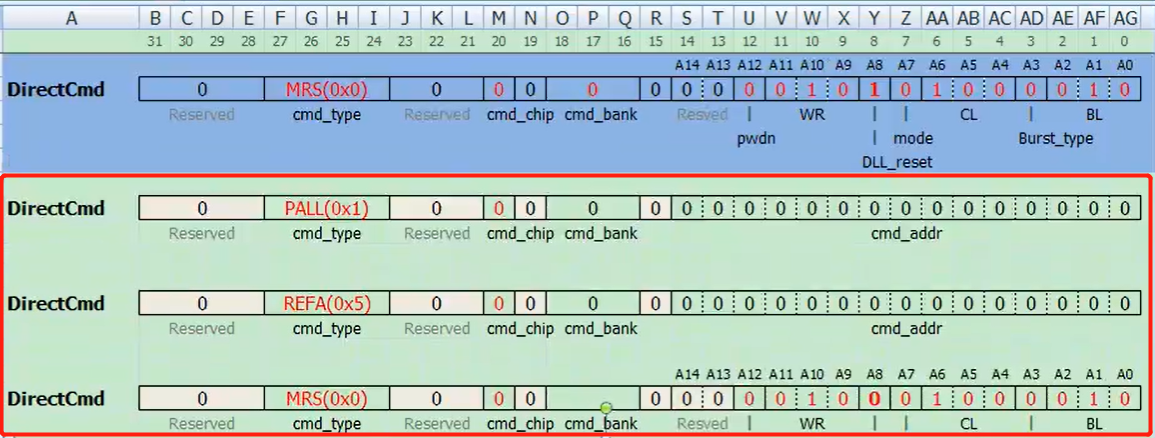 A B C D E F G H I J K L M N O P Q R S T U V W X Y Z AA AB AC AD AE AF AG
31 30 29 28 27 26 25 24 23 22 21 20 19 18 17 16 15 14 13 12 11 10 9 8 7 6 5 4 3 2 1 0
A14 A13 A12 A11 A10 A9 A8 A7 A6 A5 A4 A3 A2 A1 A0
DirectCmd 0 MRS(0x0) 0 0 0 0 0 0 0 0 0 1 0 1 0 1 0 0 0 0 1 0
Reserved cmd_type Reserved cmd_chip cmd_bank Resved | WR | | CL | BL
pwdn | mode Burst_type
DLL_reset
DirectCmd 0 PALL(0x1) 0 0 0 0 0 0 0 0 0 0 0 0 0 0 0 0 0 0 0 0
Reserved cmd_type Reserved cmd_chip cmd_bank cmd_addr
DirectCmd 0 REFA(0x5) 0 0 0 0 0 0 0 0 0 0 0 0 0 0 0 0 0 0 0 0
Reserved cmd_type Reserved cmd_chip cmd_bank cmd_addr
A14 A13 A12 A11 A10 A9 A8 A7 A6 A5 A4 A3 A2 A1 A0
DirectCmd 0 MRS(0x0) 0 0 0 0 0 0 0 0 1 0 0 0 1 0 0 0 0 1 0
Reserved cmd_type Reserved cmd_chip cmd_bank Resved | WR | | CL | BL